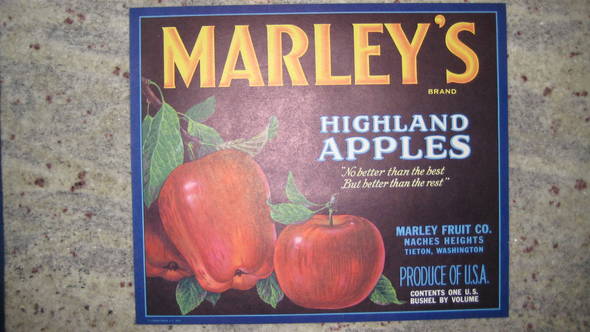 MARLEY'S
BRAND
HIGHLAND
APPLES
"No better than the best
But better than the rest"
MARLEY FRUIT CO.
NACHES HEIGHTS
TIETON, WASHINGTON
PRODUCE OF U.S.A.
CONTENTS ONE U.S.
BUSHEL BY VOLUME